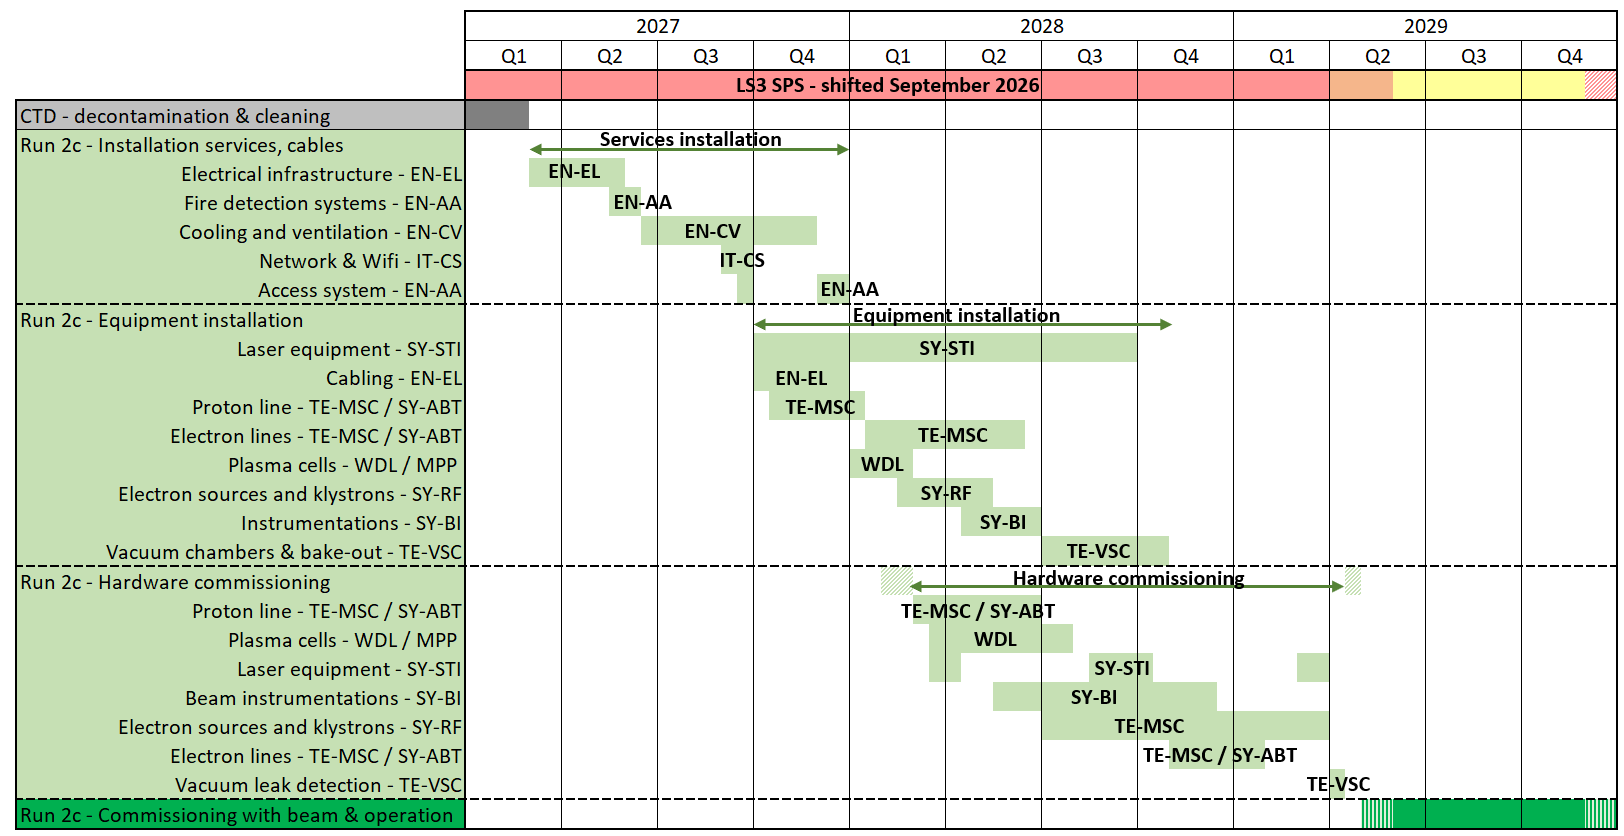 2027 2028 2029
Q1 Q2 Q3 Q4 Q1 Q2 Q3 Q4 Q1 Q2 Q3 Q4
LS3 SPS - shifted September 2026
CTD - decontamination & cleaning
Run 2c - Installation services, cables Services installation
Electrical infrastructure - EN-EL EN-EL
Fire detection systems - EN-AA EN-AA
Cooling and ventilation - EN-CV EN-CV
Network & Wifi - IT-CS IT-CS
Access system - EN-AA EN-AA
Run 2c - Equipment installation Equipment installation
Laser equipment - SY-STI SY-STI
Cabling - EN-EL EN-EL
Proton line - TE-MSC / SY-ABT TE-MSC
Electron lines - TE-MSC / SY-ABT TE-MSC
Plasma cells - WDL / MPP WDL
Electron sources and klystrons - SY-RF SY-RF
Instrumentations - SY-BI SY-BI
Vacuum chambers & bake-out - TE-VSC TE-VSC
Run 2c - Hardware commissioning Hardware commissioning
Proton line - TE-MSC / SY-ABT TE-MSC / SY-ABT
Plasma cells - WDL / MPP WDL
Laser equipment - SY-STI SY-STI
Beam instrumentations - SY-BI SY-BI
Electron sources and klystrons - SY-RF TE-MSC
Electron lines - TE-MSC / SY-ABT TE-MSC / SY-ABT
Vacuum leak detection - TE-VSC TE-VSC
Run 2c - Commissioning with beam & operation